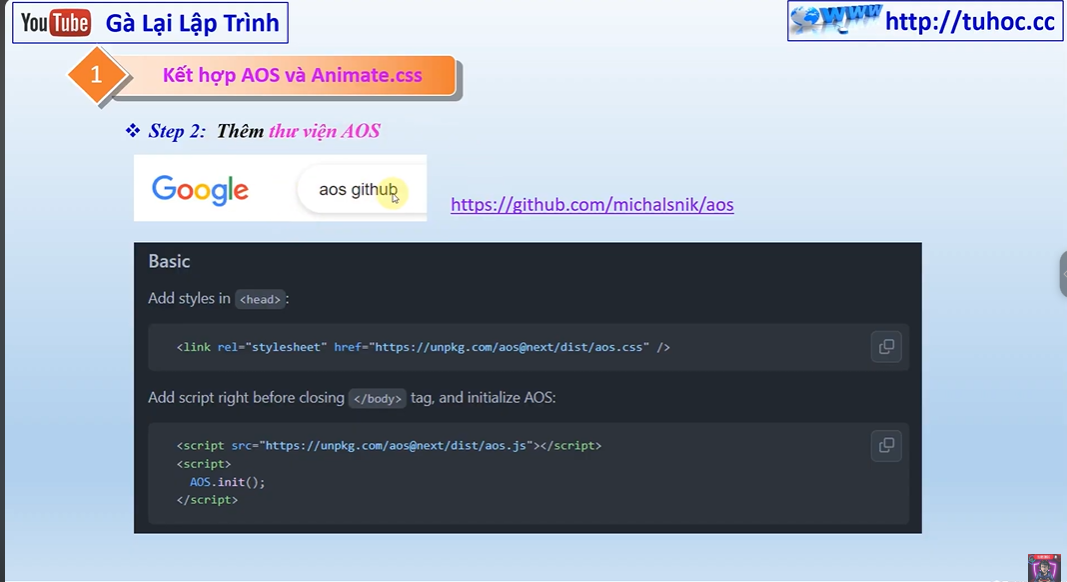 YouTube Gà Lại Lập Trình
WWW http://tuhoc.cc
1 Kết hợp AOS và Animate.css
❖ Step 2: Thêm thư viện AOS
Google aos github
https://github.com/michalsnik/aos
Basic
Add styles in <head>:
<link rel="stylesheet" href="https://unpkg.com/aos@next/dist/aos.css" />
Add script right before closing </body> tag, and initialize AOS:
<script src="https://unpkg.com/aos@next/dist/aos.js"></script>
<script>
AOS.init();
</script>